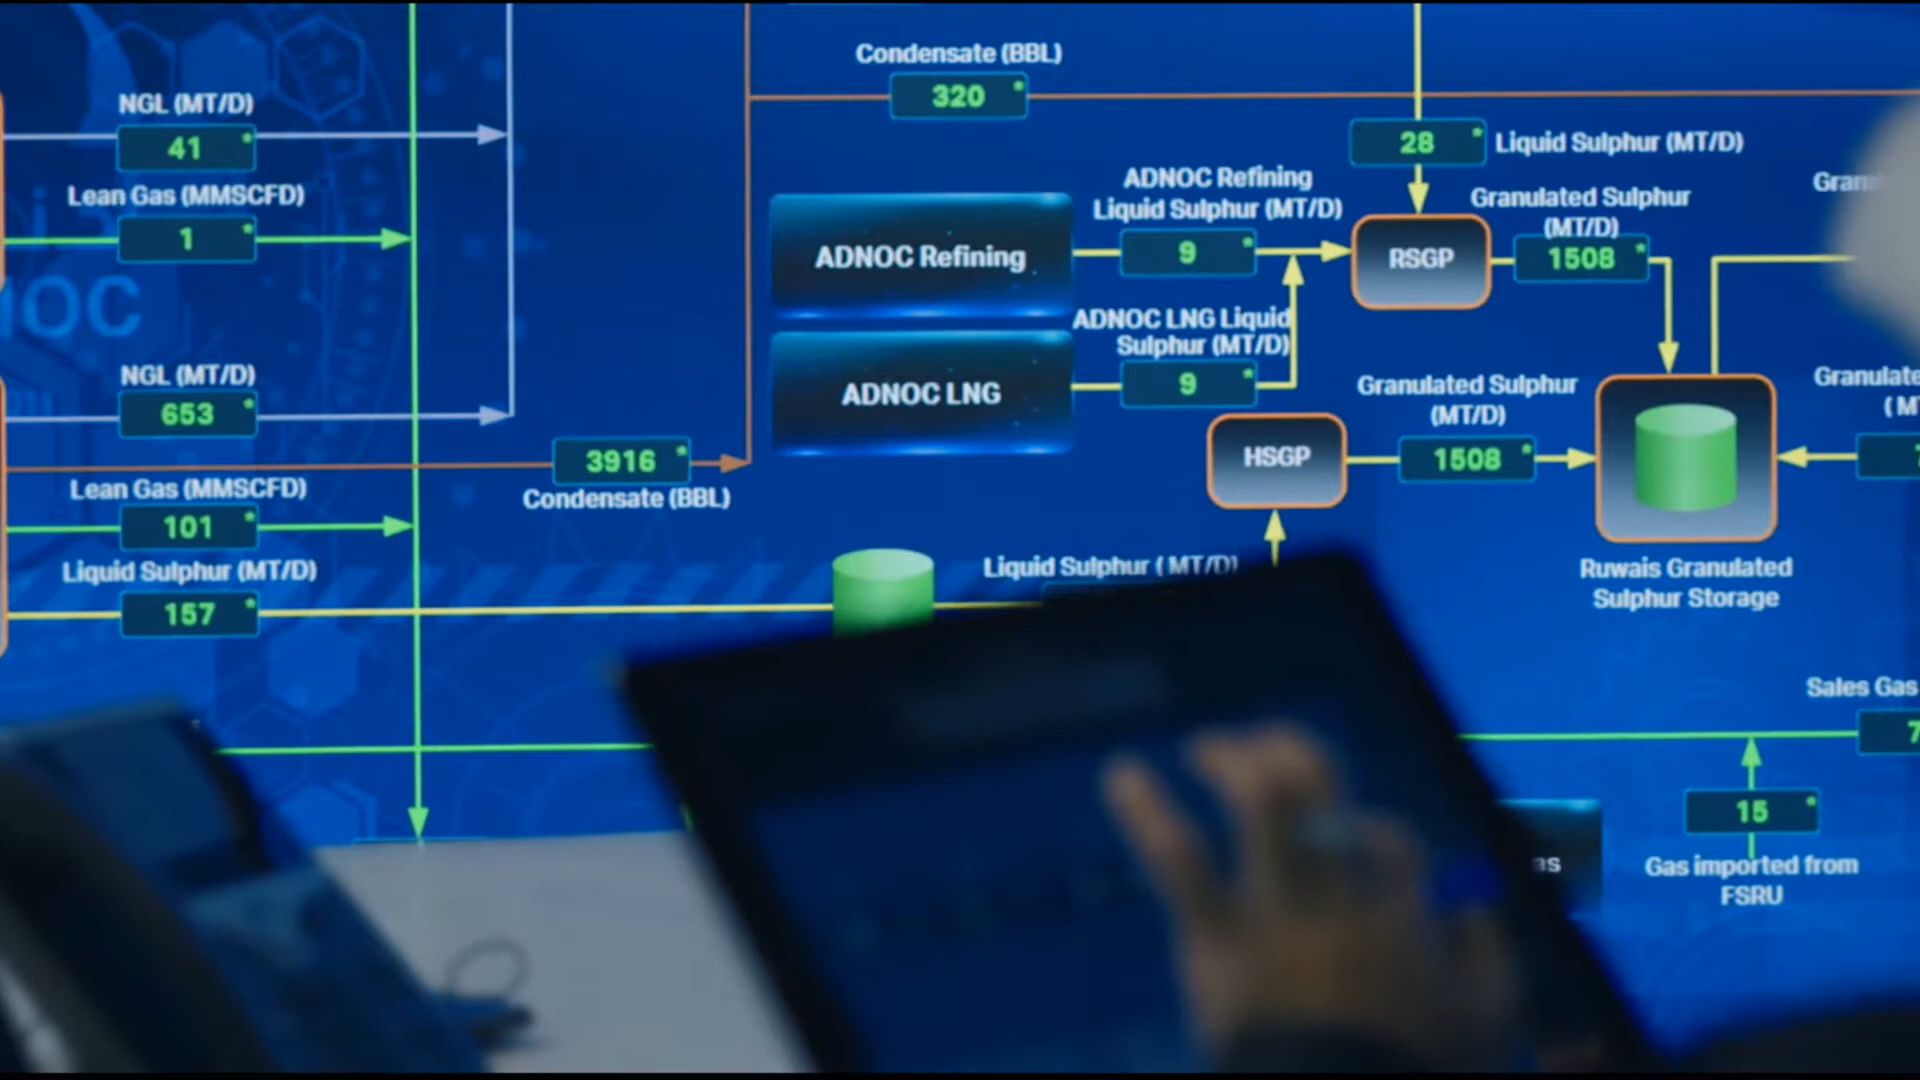 Condensate (BBL)
320
NGL (MT/D)
41
28
Liquid Sulphur (MT/D)
Lean Gas (MMSCFD)
1
ADNOC Refining
Liquid Sulphur (MT/D)
9
Granulated Sulphur
(MT/D)
1508
ADNOC Refining
RSGP
ADNOC LNG Liquid
Sulphur (MT/D)
9
ADNOC LNG
NGL (MT/D)
653
3916
Condensate (BBL)
HSGP
Granulated Sulphur
(MT/D)
1508
Lean Gas (MMSCFD)
101
Liquid Sulphur (MT/D)
157
Liquid Sulphur ( MT/D)
Ruwais Granulated
Sulphur Storage
Sales Gas
15
Gas imported from
FSRU